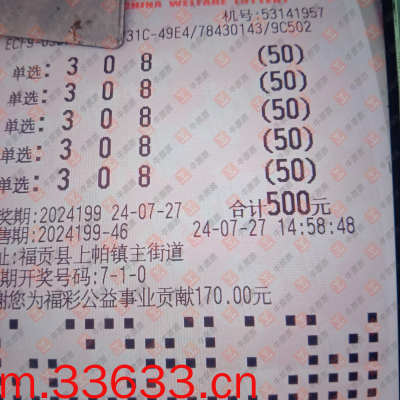 CHINA WELFARE LOTTERY
机号:53141957
31C-49E4/78430143/9C502
单选: 3 0 8 (50)
单选: 3 0 8 (50)
单选: 3 0 8 (50)
单选: 3 0 8 (50)
单选: 3 0 8 (50)
奖期:2024199 24-07-27 合计500元
售期:2024199-46 24-07-27 14:58:48
址:福贡县上帕镇主街道
期开奖号码:7-1-0
谢您为福彩公益事业贡献170.00元
m.33633.cn